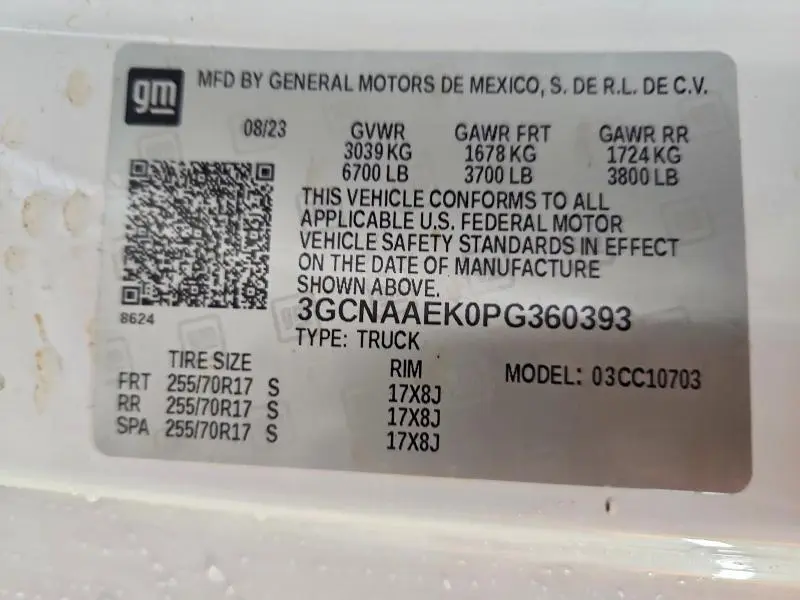 gm
MFD BY GENERAL MOTORS DE MEXICO, S. DE R.L. DE C.V.
08/23 GVWR GAWR FRT GAWR RR
3039 KG 1678 KG 1724 KG
6700 LB 3700 LB 3800 LB
THIS VEHICLE CONFORMS TO ALL
APPLICABLE U.S. FEDERAL MOTOR
VEHICLE SAFETY STANDARDS IN EFFECT
ON THE DATE OF MANUFACTURE
SHOWN ABOVE.
8624
3GCNAAEK0PG360393
TYPE: TRUCK
TIRE SIZE RIM MODEL: 03CC10703
FRT 255/70R17 S 17X8J
RR 255/70R17 S 17X8J
SPA 255/70R17 S 17X8J